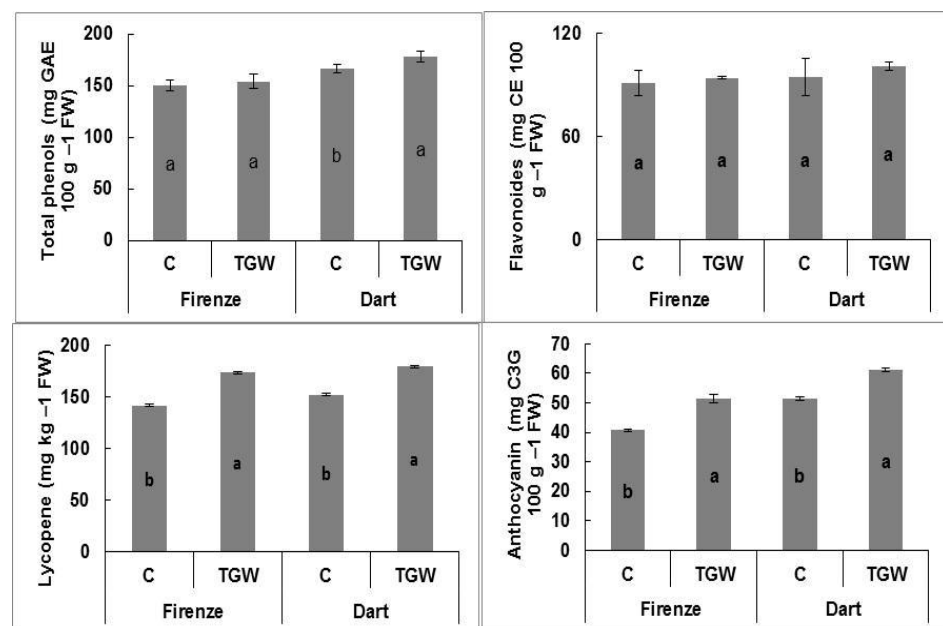 Total phenols (mg GAE
100 g –1 FW)
200
150
100
50
0
a
a
b
a
C
TGW
C
TGW
Firenze
Dart
Flavonoides (mg CE 100
g –1 FW)
120
60
0
a
a
a
a
C
TGW
C
TGW
Firenze
Dart
Lycopene (mg kg –1 FW)
200
150
100
50
0
b
a
b
a
C
TGW
C
TGW
Firenze
Dart
Anthocyanin (mg C3G
100 g –1 FW)
70
60
50
40
30
20
10
0
b
a
b
a
C
TGW
C
TGW
Firenze
Dart